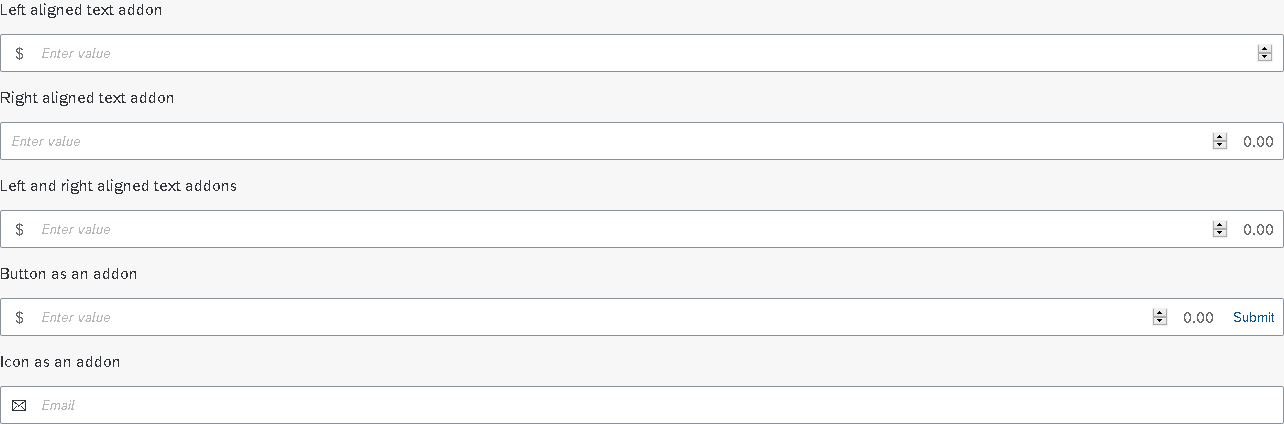 Left aligned text addon
$ Enter value
Right aligned text addon
Enter value 0.00
Left and right aligned text addons
$ Enter value 0.00
Button as an addon
$ Enter value 0.00 Submit
Icon as an addon
Email